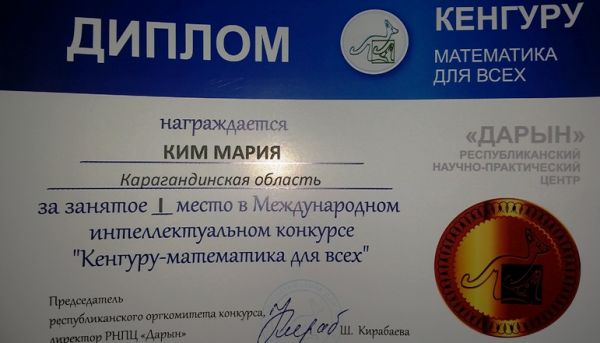 ДИПЛОМ
КЕНГУРУ
МАТЕМАТИКА
ДЛЯ ВСЕХ
награждается
КИМ МАРИЯ
Карагандинская область
за занятое I место в Международном
интеллектуальном конкурсе
"Кенгуру-математика для всех"
«ДАРЫН»
РЕСПУБЛИКАНСКИЙ
НАУЧНО-ПРАКТИЧЕСКИЙ
ЦЕНТР
Председатель
республиканского оргкомитета конкурса,
директор РНПЦ «Дарын»
Ш. Кирабаева